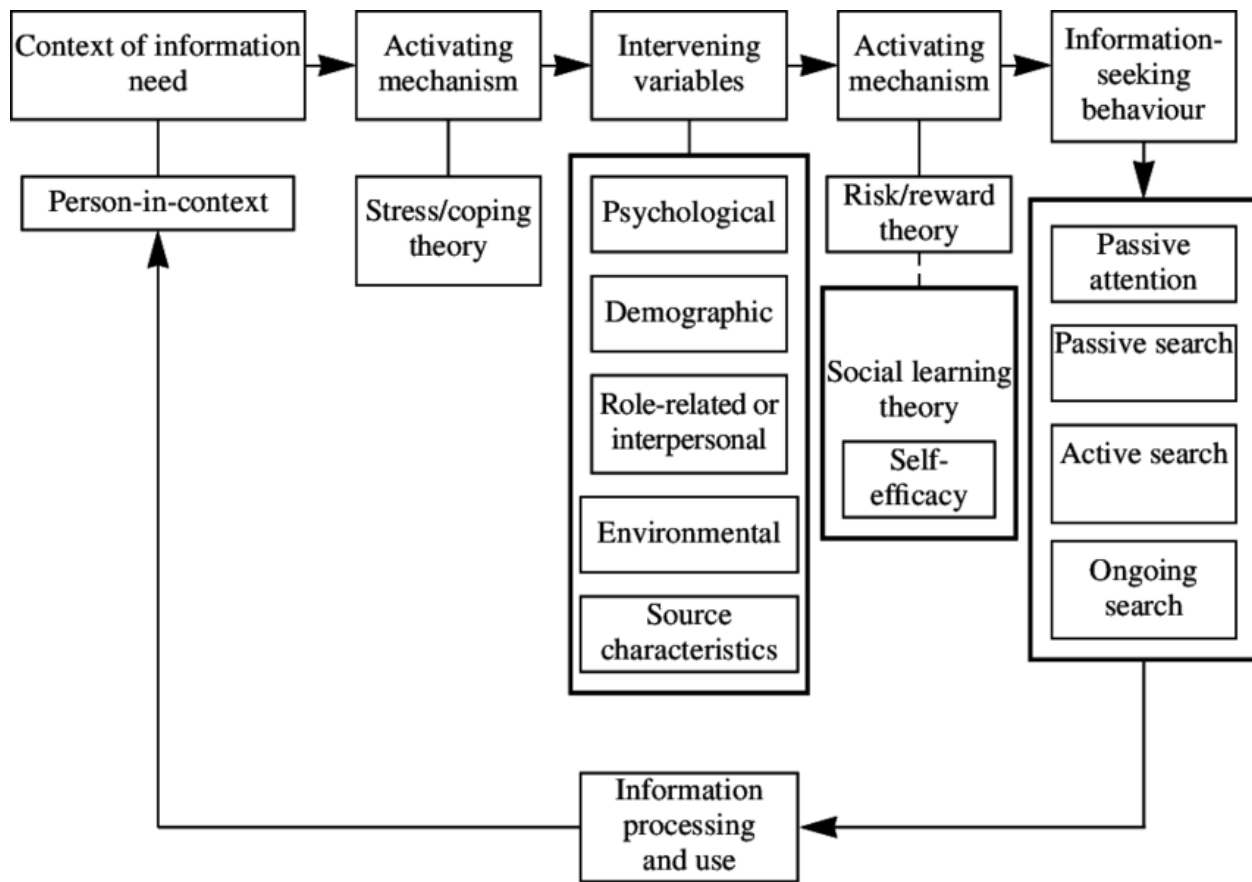 Context of information
need
Activating
mechanism
Intervening
variables
Activating
mechanism
Information-
seeking
behaviour
Person-in-context
Stress/coping
theory
Psychological
Demographic
Role-related or
interpersonal
Environmental
Source
characteristics
Risk/reward
theory
Social learning
theory
Self-
efficacy
Passive
attention
Passive search
Active search
Ongoing
search
Information
processing
and use